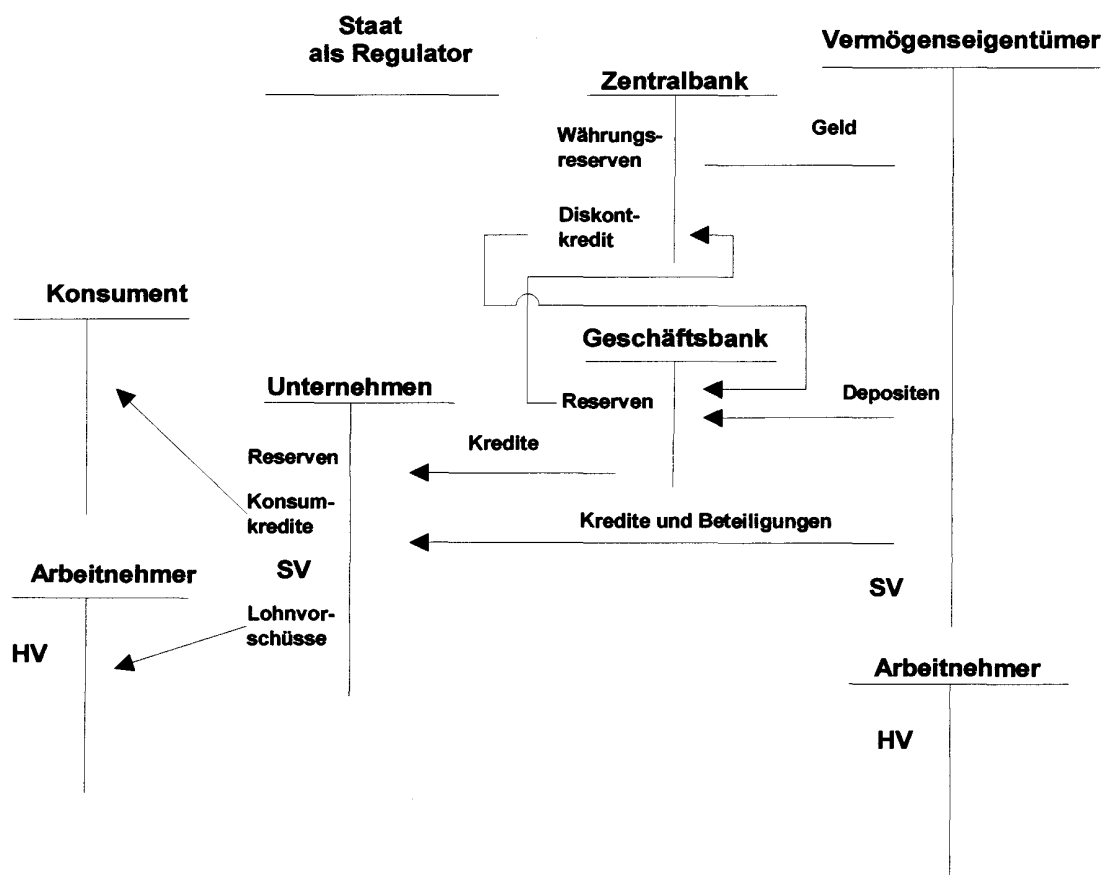 Staat
als Regulator
Vermögenseigentümer
Zentralbank
Währungs-
reserven
Geld
Diskont-
kredit
Konsument
Geschäftsbank
Unternehmen
Reserven
Depositen
Kredite
Reserven
Konsum-
kredite
Kredite und Beteiligungen
Arbeitnehmer
SV
SV
Lohnvor-
schüsse
HV
Arbeitnehmer
HV